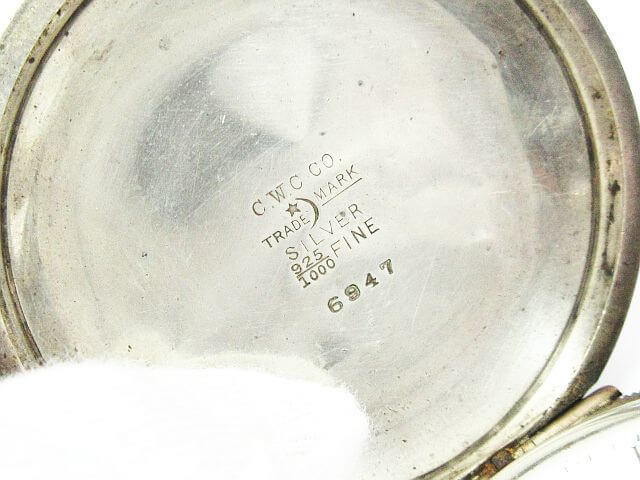 C.W.C CO.
TRADE MARK
SILVER
925/1000 FINE
6947